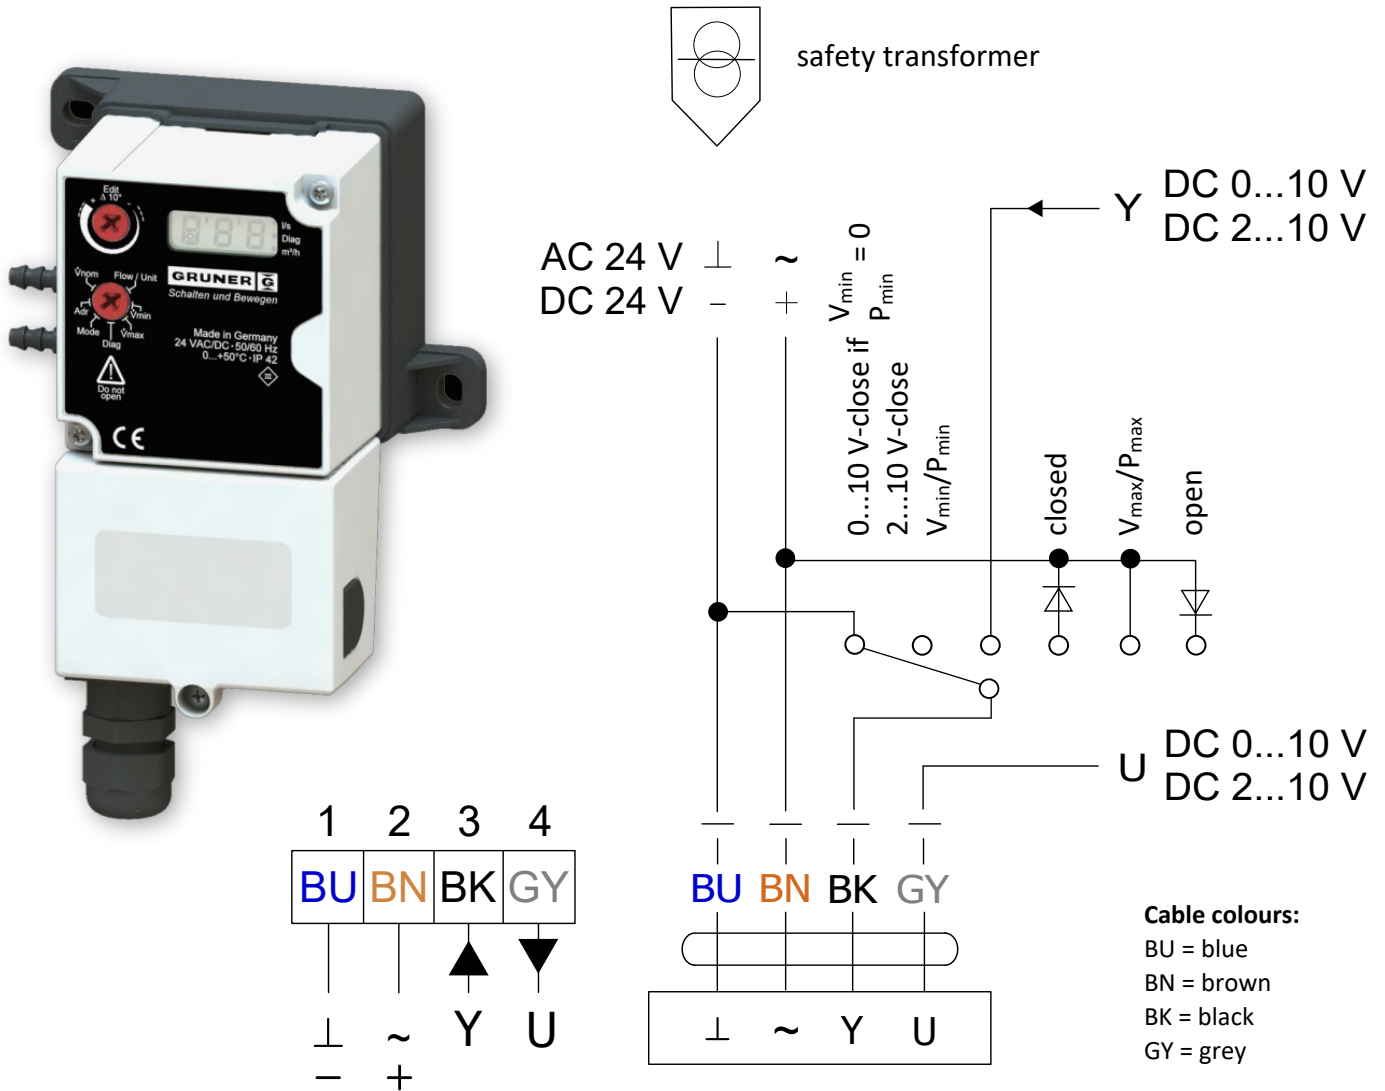 safety transformer
Edit
Δ 10°
- +
l/s
Diag
m³/h
GRUNER G
Schalten und Bewegen
V̇nom
Flow / Unit
Adr
V̇min
Mode
V̇max
Diag
Made in Germany
24 VAC/DC·50/60 Hz
0...+50°C·IP 42
Do not
open
CE
AC 24 V ⊥ ~
DC 24 V - +
0...10 V-close if Vmin = 0
2...10 V-close Pmin
Vmin/Pmin
Y DC 0...10 V
DC 2...10 V
closed
Vmax/Pmax
open
U DC 0...10 V
DC 2...10 V
1 2 3 4
BU BN BK GY
⊥ ~ Y U
- +
BU BN BK GY
⊥ ~ Y U
Cable colours:
BU = blue
BN = brown
BK = black
GY = grey